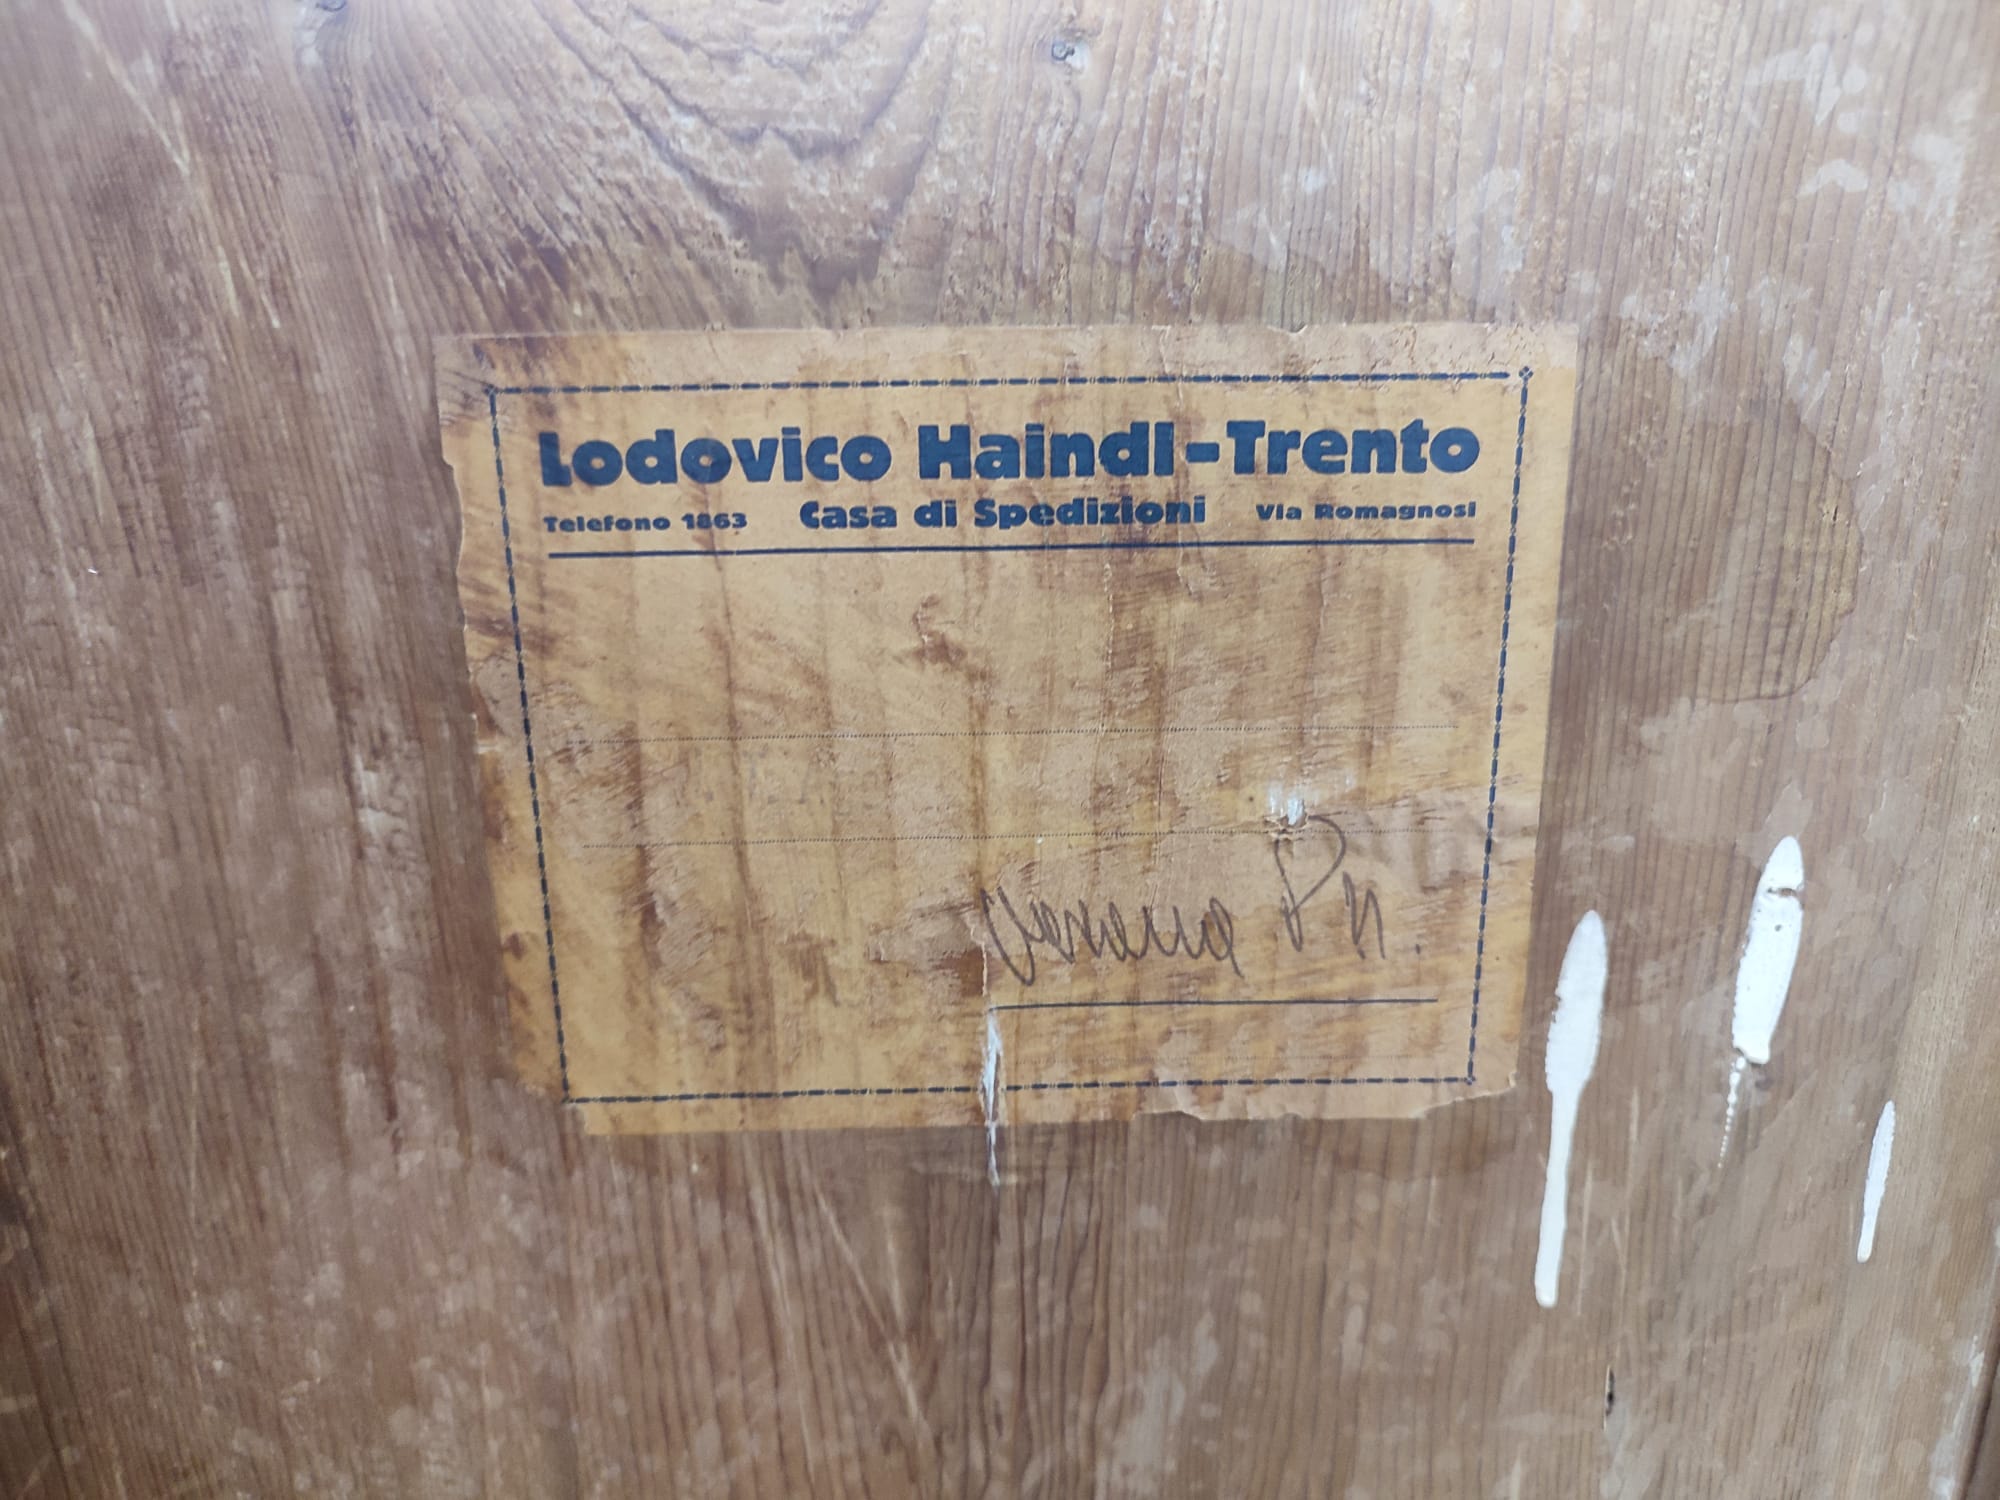 Lodovico Haindl - Trento
Telefono 1863 Casa di Spedizioni Via Romagnosi